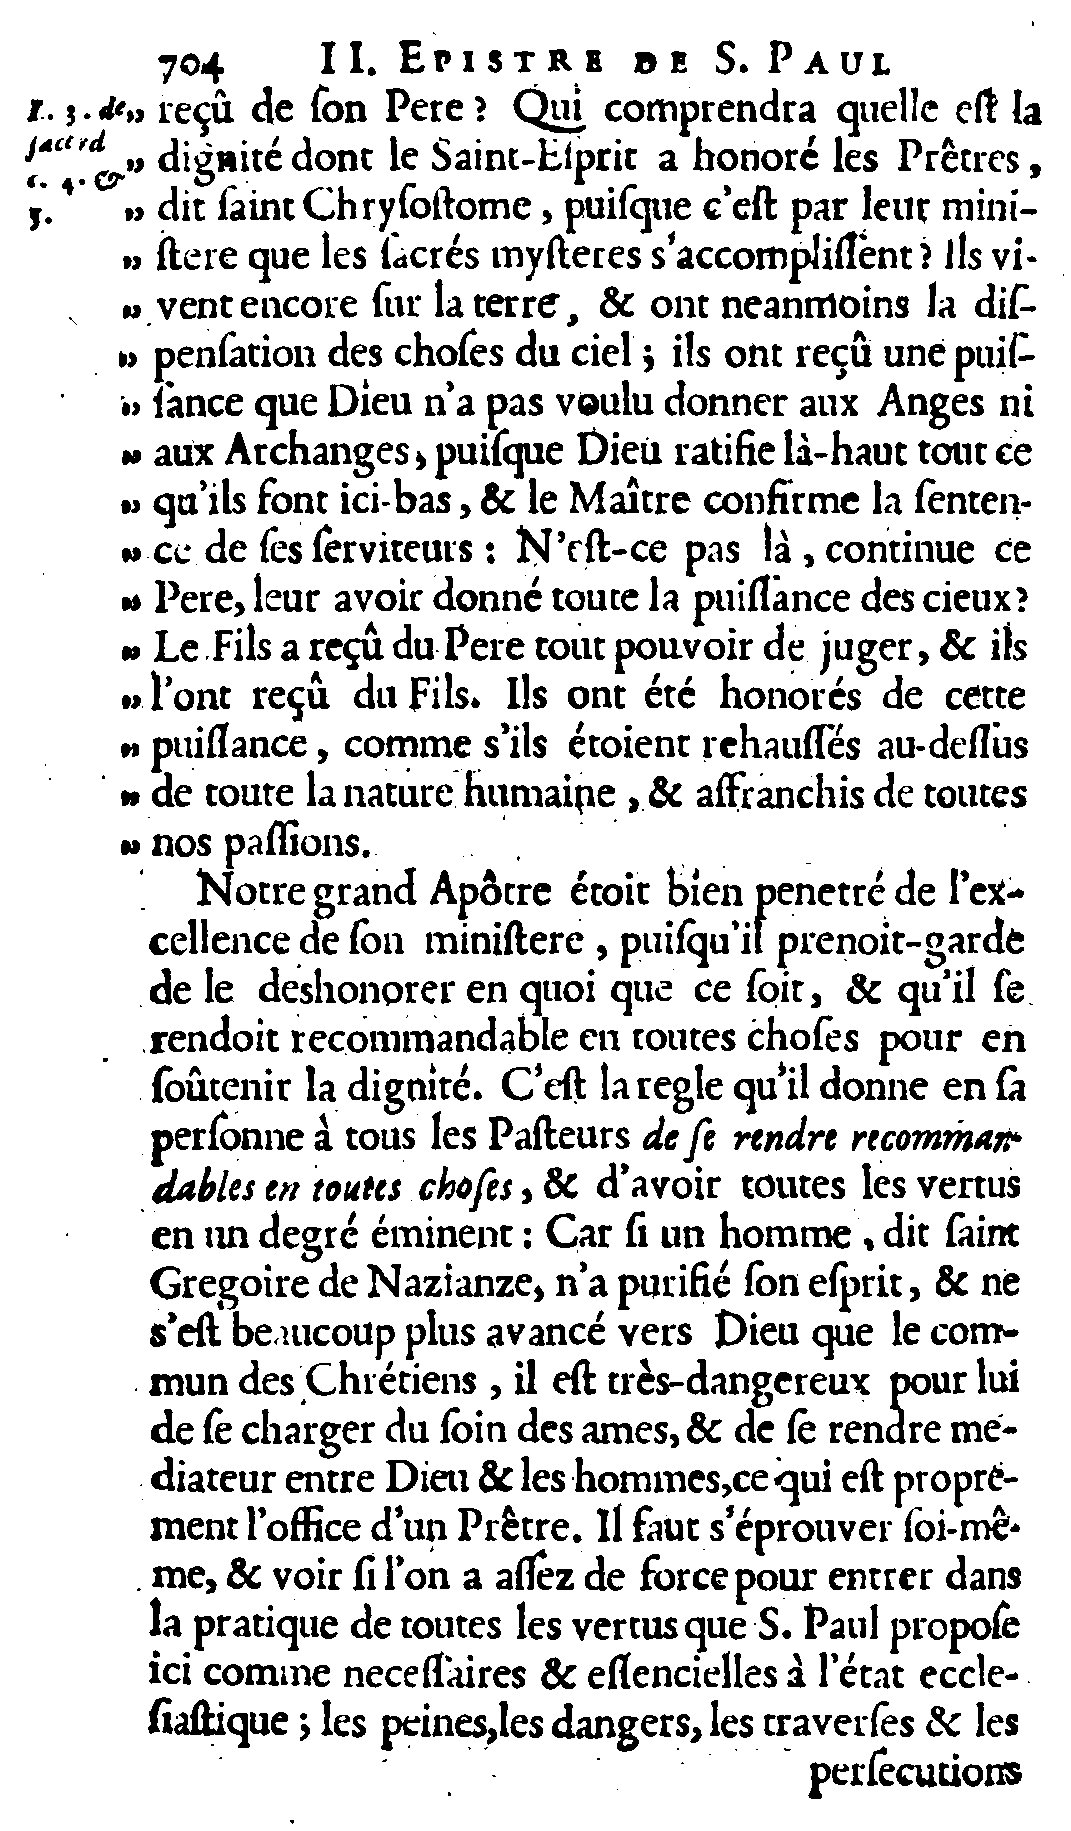 704 II. EPISTRE DE S. PAUL
l. 3. de „ reçû de ſon Pere ? Qui comprendra quelle eſt la
ſacerd „ dignité dont le Saint-Eſprit a honoré les Prêtres ,
c. 4. &
5. „ dit ſaint Chryſoſtome , puiſque c'eſt par leur mini-
„ ſtere que les ſacrés myſteres s'accompliſſent ? Ils vi-
„ vent encore ſur la terre , & ont neanmoins la diſ-
„ penſation des choſes du ciel ; ils ont reçû une puiſ-
„ ſance que Dieu n'a pas voulu donner aux Anges ni
„ aux Archanges , puiſque Dieu ratifie là-haut tout ce
„ qu'ils font ici-bas , & le Maître confirme la ſenten-
„ ce de ſes ſerviteurs : N'eſt-ce pas là , continue ce
„ Pere, leur avoir donné toute la puiſſance des cieux ?
„ Le Fils a reçû du Pere tout pouvoir de juger , & ils
„ l'ont reçû du Fils. Ils ont été honorés de cette
„ puiſſance , comme s'ils étoient rehauſſés au-deſſus
„ de toute la nature humaine , & affranchis de toutes
„ nos paſſions.
Notre grand Apôtre étoit bien penetré de l'ex-
cellence de ſon miniſtere , puiſqu'il prenoit-garde
de le deshonorer en quoi que ce ſoit , & qu'il ſe
rendoit recommandable en toutes choſes pour en
ſoûtenir la dignité. C'eſt la regle qu'il donne en ſa
perſonne à tous les Paſteurs de ſe rendre recomman-
dables en toutes choſes , & d'avoir toutes les vertus
en un degré éminent : Car ſi un homme , dit ſaint
Gregoire de Nazianze, n'a purifié ſon eſprit , & ne
s'eſt beaucoup plus avancé vers Dieu que le com-
mun des Chrétiens , il eſt très-dangereux pour lui
de ſe charger du ſoin des ames, & de ſe rendre me-
diateur entre Dieu & les hommes, ce qui eſt propre-
ment l'office d'un Prêtre. Il faut s'éprouver ſoi-mê-
me, & voir ſi l'on a aſſez de force pour entrer dans
la pratique de toutes les vertus que S. Paul propoſe
ici comme neceſſaires & eſſencielles à l'état eccle-
ſiaſtique ; les peines, les dangers, les traverſes & les
perſecutions